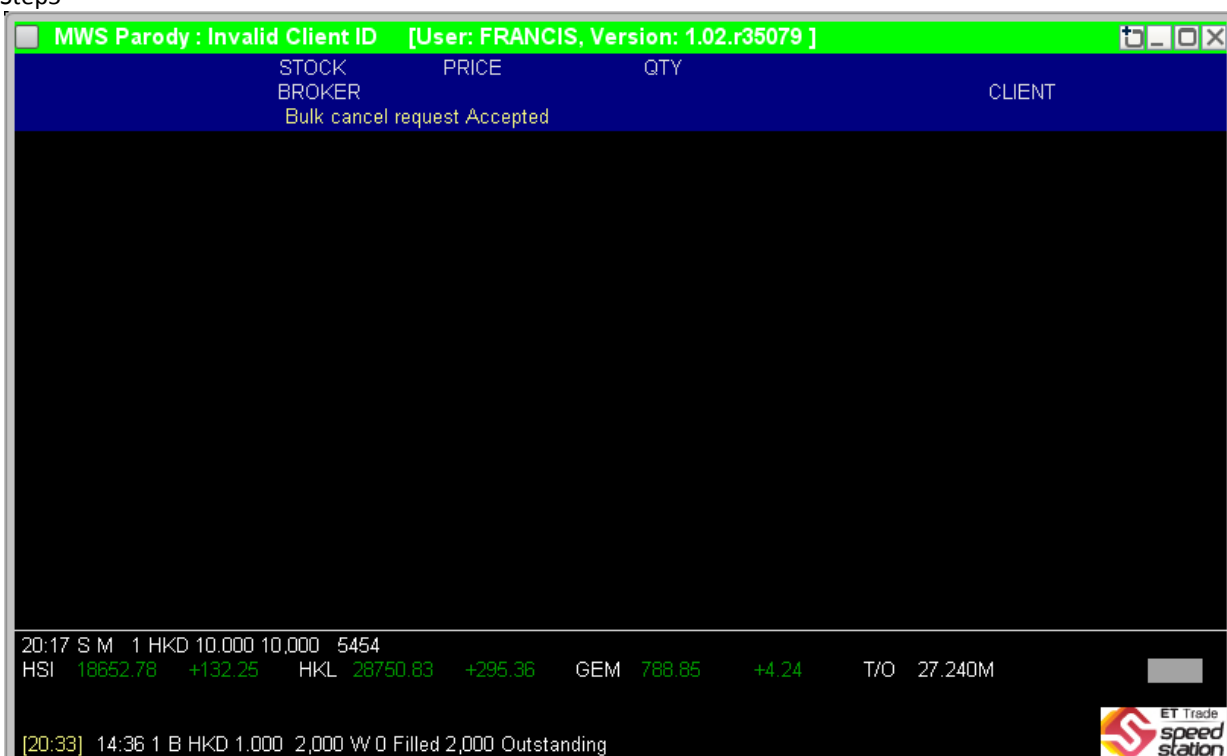 Steps
MWS Parody : Invalid Client ID [User: FRANCIS, Version: 1.02.r35079 ]
STOCK PRICE QTY
BROKER CLIENT
Bulk cancel request Accepted
20:17 S M 1 HKD 10.000 10,000 5454
HSI 18652.78 +132.25 HKL 28750.83 +295.36 GEM 788.85 +4.24 T/O 27.240M
ET Trade
speed
station
[20:33] 14:36 1 B HKD 1.000 2,000 W 0 Filled 2,000 Outstanding